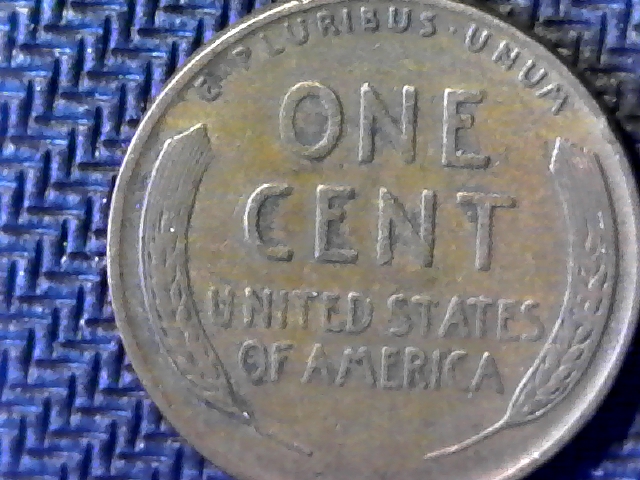 E PLURIBUS · UNUM
ONE
CENT
UNITED STATES
OF AMERICA